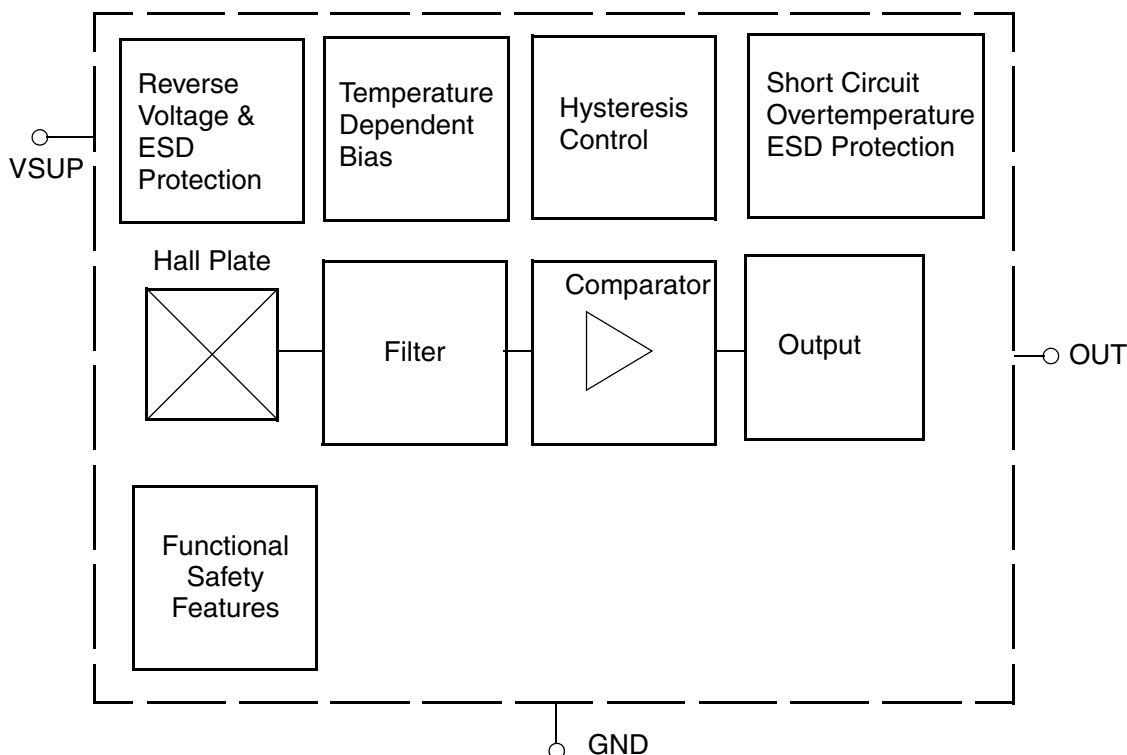 Reverse
Voltage &
ESD
Protection
Temperature
Dependent
Bias
Hysteresis
Control
Short Circuit
Overtemperature
ESD Protection
VSUP
Hall Plate
Filter
Comparator
Output
OUT
Functional
Safety
Features
GND